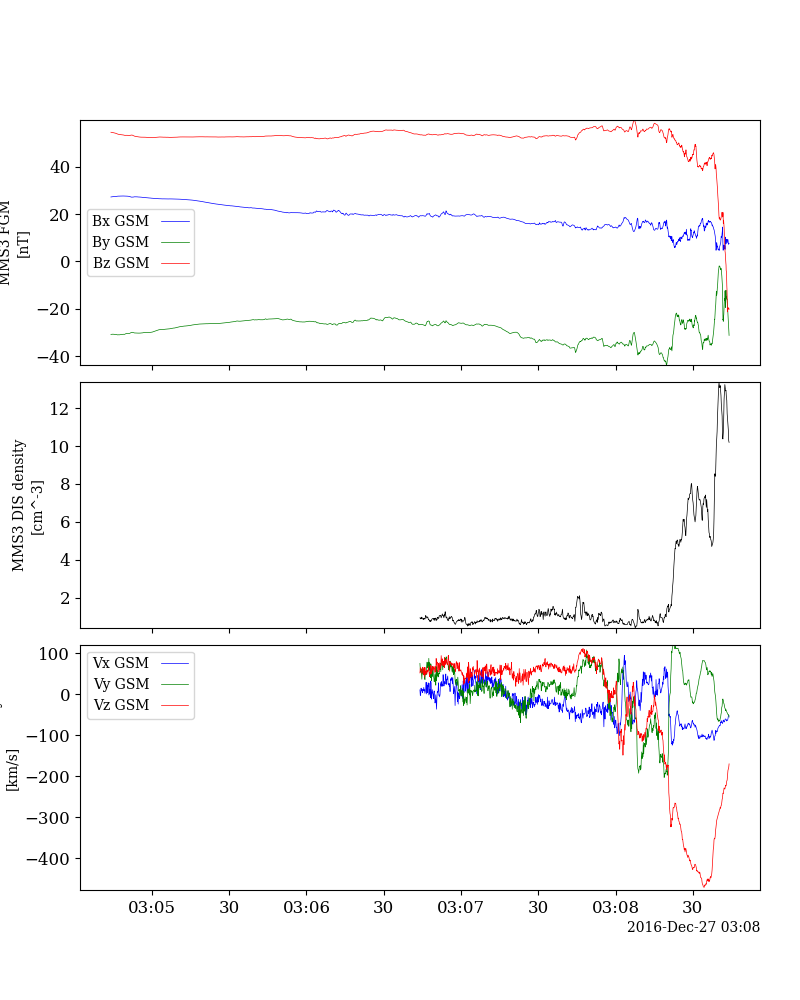 MMS3 FGM
[nT]
40
20
0
−20
−40
Bx GSM
By GSM
Bz GSM
MMS3 DIS density
[cm^-3]
12
10
8
6
4
2
[km/s]
100
0
−100
−200
−300
−400
Vx GSM
Vy GSM
Vz GSM
03:05
30
03:06
30
03:07
30
03:08
30
2016-Dec-27 03:08